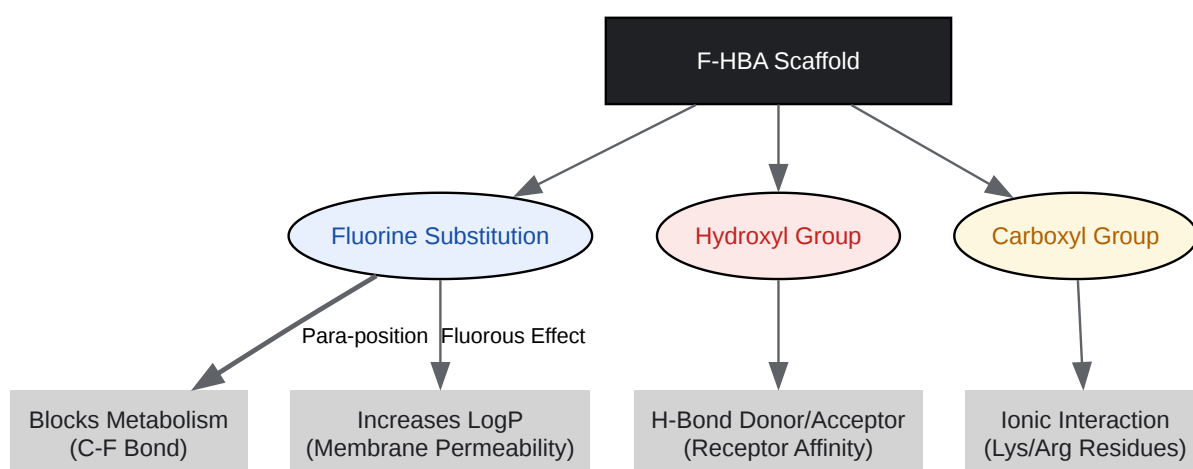 F-HBA Scaffold
Fluorine Substitution
Hydroxyl Group
Carboxyl Group
Para-position
Fluorous Effect
Blocks Metabolism
(C-F Bond)
Increases LogP
(Membrane Permeability)
H-Bond Donor/Acceptor
(Receptor Affinity)
Ionic Interaction
(Lys/Arg Residues)